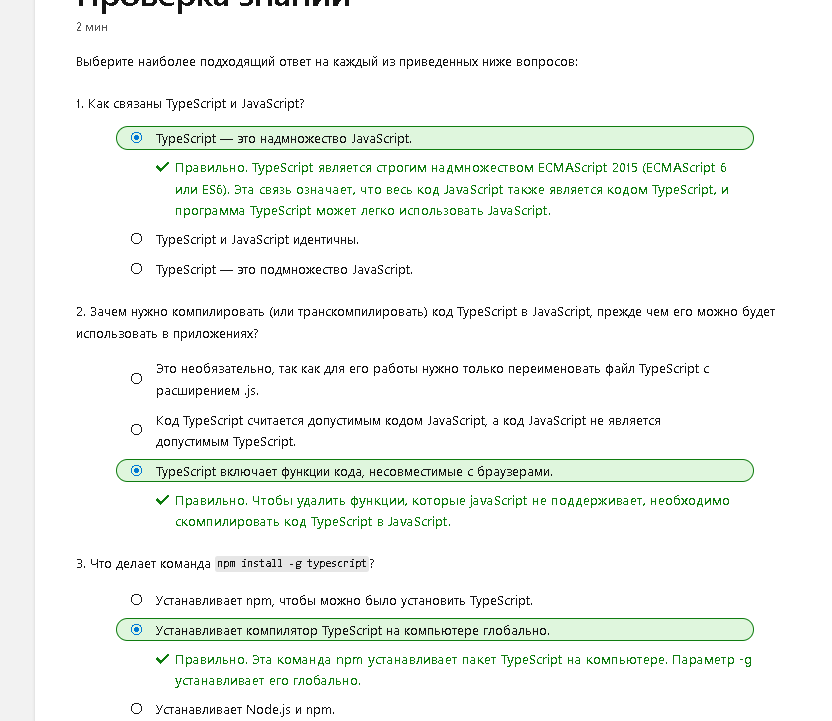 Проверка знаний
2 мин
Выберите наиболее подходящий ответ на каждый из приведенных ниже вопросов:
1. Как связаны TypeScript и JavaScript?
TypeScript — это надмножество JavaScript.
Правильно. TypeScript является строгим надмножеством ECMAScript 2015 (ECMAScript 6
или ES6). Эта связь означает, что весь код JavaScript также является кодом TypeScript, и
программа TypeScript может легко использовать JavaScript.
TypeScript и JavaScript идентичны.
TypeScript — это подмножество JavaScript.
2. Зачем нужно компилировать (или транскомпилировать) код TypeScript в JavaScript, прежде чем его можно будет
использовать в приложениях?
Это необязательно, так как для его работы нужно только переименовать файл TypeScript с
расширением .js.
Код TypeScript считается допустимым кодом JavaScript, а код JavaScript не является
допустимым TypeScript.
TypeScript включает функции кода, несовместимые с браузерами.
Правильно. Чтобы удалить функции, которые javaScript не поддерживает, необходимо
скомпилировать код TypeScript в JavaScript.
3. Что делает команда npm install -g typescript?
Устанавливает npm, чтобы можно было установить TypeScript.
Устанавливает компилятор TypeScript на компьютере глобально.
Правильно. Эта команда npm устанавливает пакет TypeScript на компьютере. Параметр -g
устанавливает его глобально.
Устанавливает Node.js и npm.